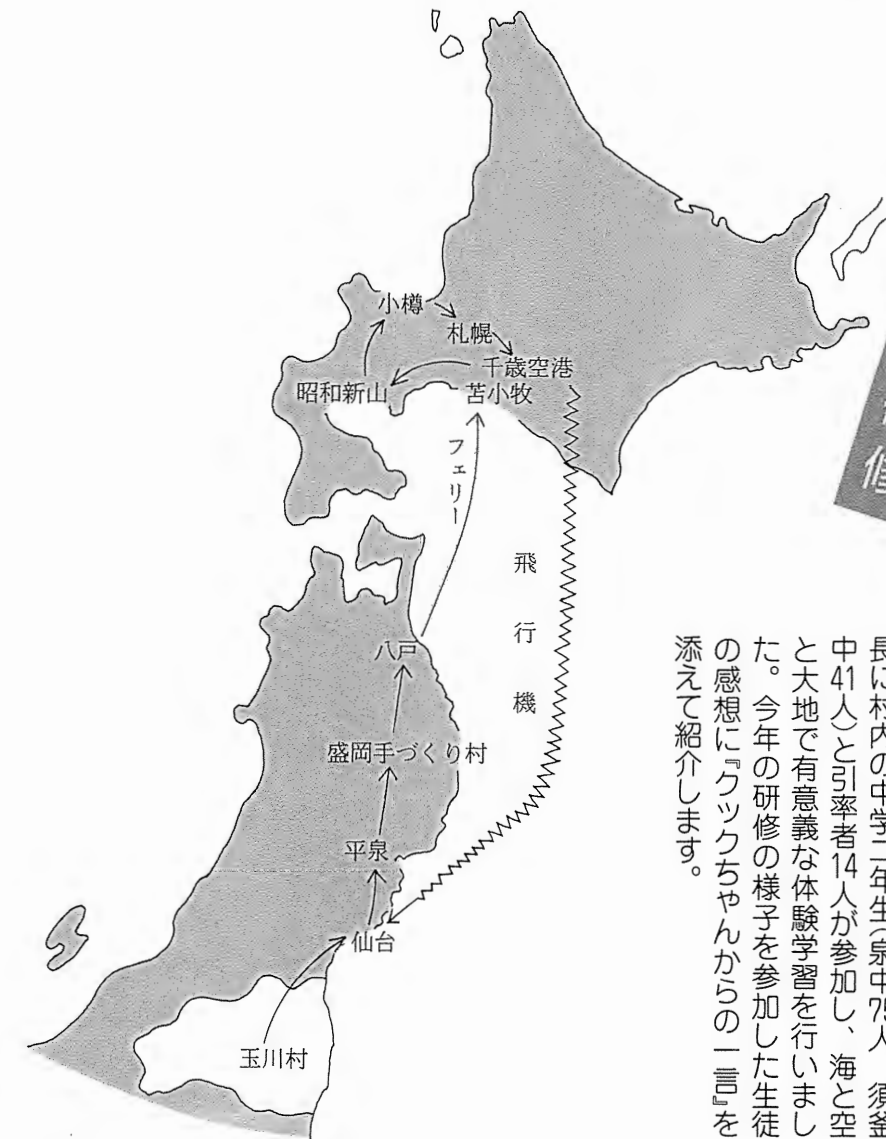 長に村内の中学二年生(泉中75人 須釜
中41人)と引率者14人が参加し、海と空
と大地で有意義な体験学習を行いまし
た。今年の研修の様子を参加した生徒
の感想に『クックちゃんからの一言』を
添えて紹介します。
小樽
札幌
千歳空港
昭和新山
苫小牧
フェリー
飛行機
八戸
盛岡手づくり村
平泉
仙台
玉川村